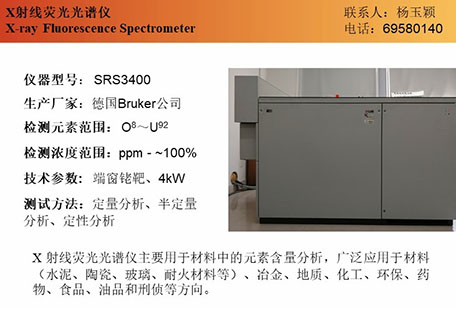 X射线荧光光谱仪
X-ray Fluorescence Spectrometer
联系人：杨玉颖
电话：69580140
仪器型号: SRS3400
生产厂家：德国Bruker公司
检测元素范围: O⁸～U⁹²
检测浓度范围: ppm - ~100%
技术参数: 端窗铑靶、4kW
测试方法：定量分析、半定量
分析、定性分析
X 射线荧光光谱仪主要用于材料中的元素含量分析，广泛应用于材料
（水泥、陶瓷、玻璃、耐火材料等）、冶金、地质、化工、环保、药
物、食品、油品和刑侦等方向。